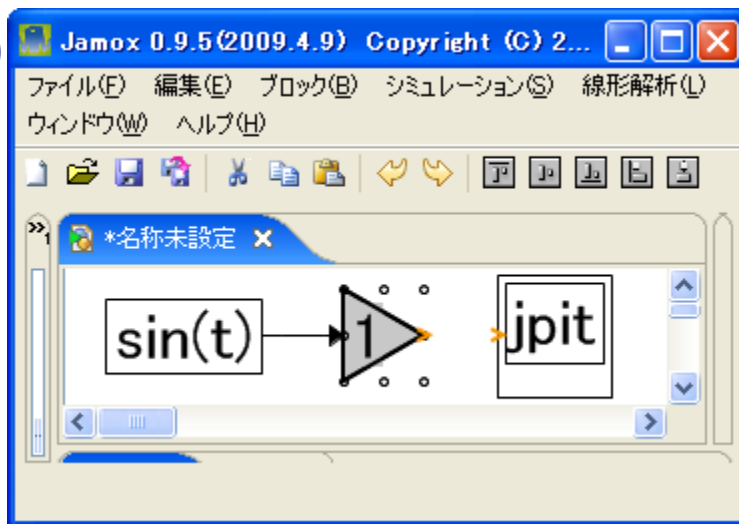 Jamox 0.9.5(2009.4.9) Copyright (C) 2...
ファイル(F) 編集(E) ブロック(B) シミュレーション(S) 線形解析(L)
ウィンドウ(W) ヘルプ(H)
*名称未設定
sin(t) 1 jpit